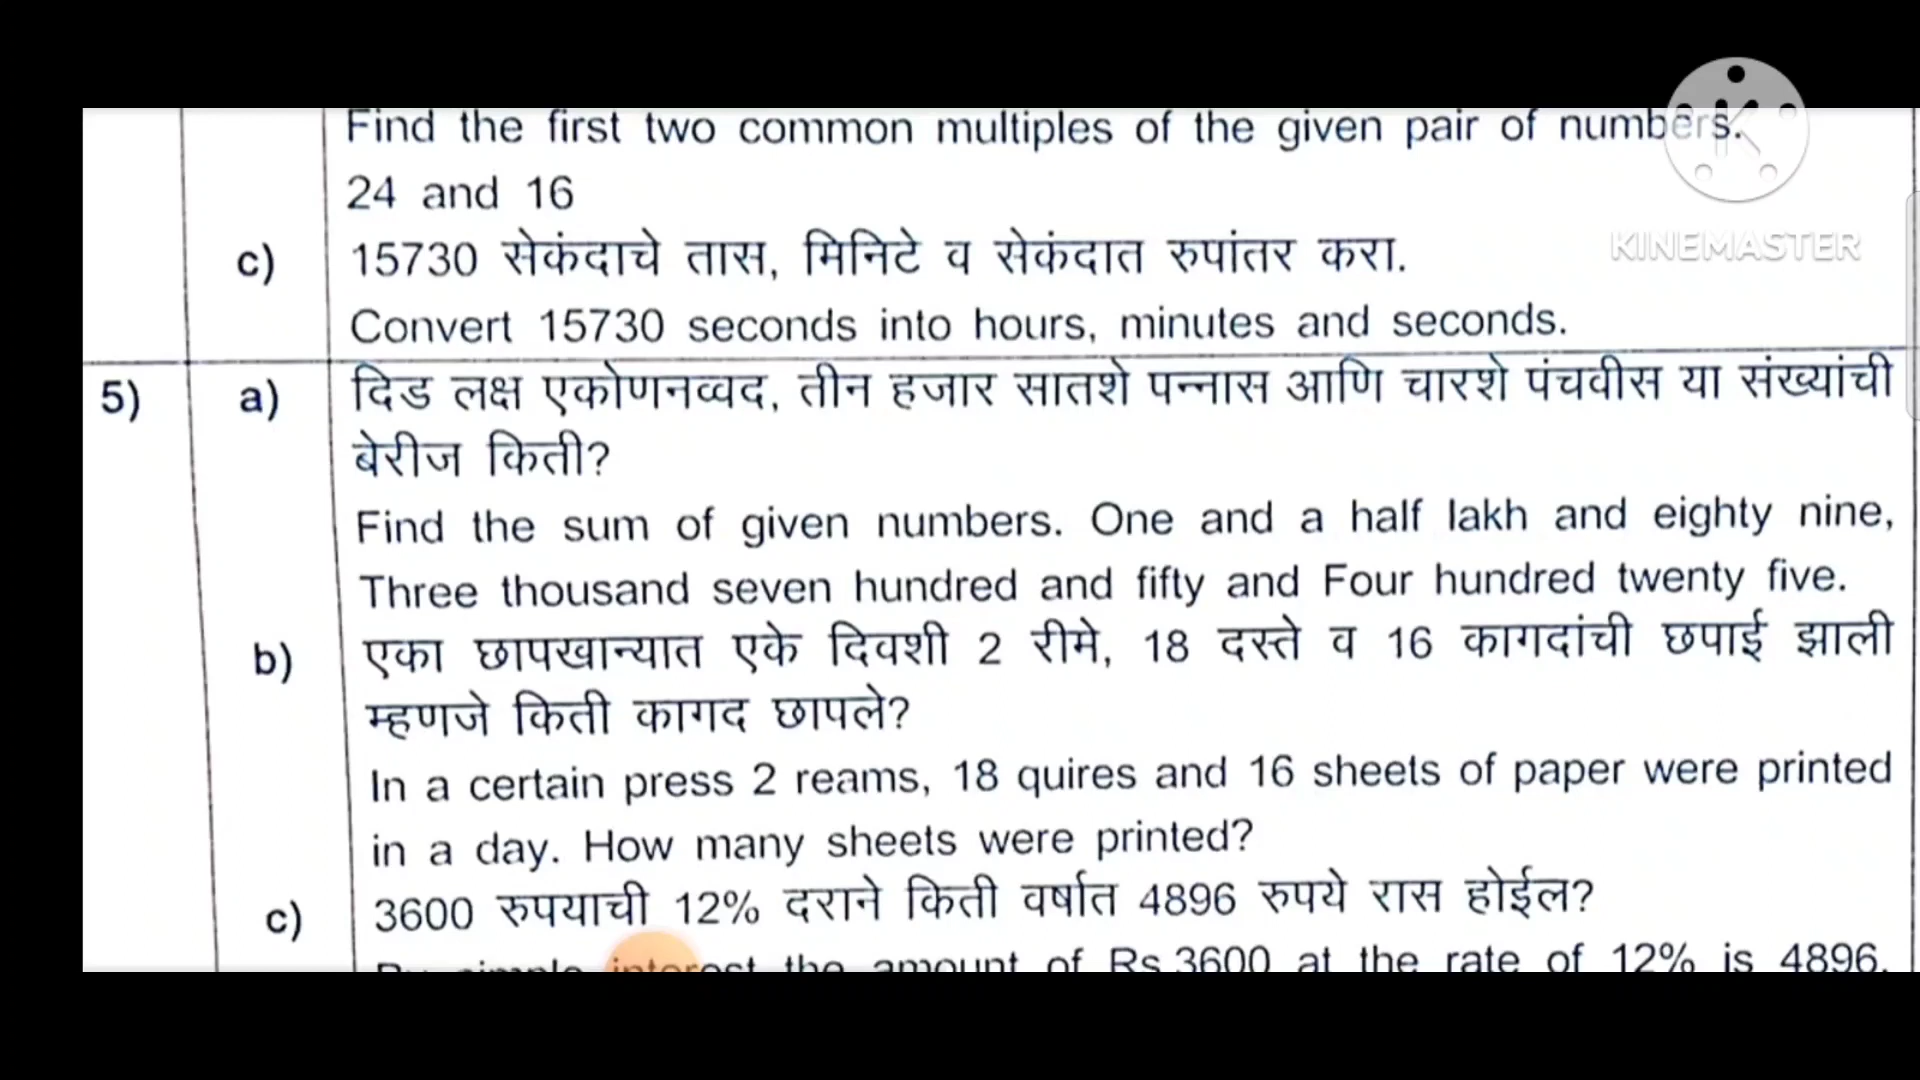 Find the first two common multiples of the given pair of numbers.
24 and 16
c) 15730 सेकंदाचे तास, मिनिटे व सेकंदात रुपांतर करा.
Convert 15730 seconds into hours, minutes and seconds.
5) a) दिड लक्ष एकोणनव्वद, तीन हजार सातशे पन्नास आणि चारशे पंचवीस या संख्यांची
बेरीज किती?
Find the sum of given numbers. One and a half lakh and eighty nine,
Three thousand seven hundred and fifty and Four hundred twenty five.
b) एका छापखान्यात एके दिवशी 2 रीमे, 18 दस्ते व 16 कागदांची छपाई झाली
म्हणजे किती कागद छापले?
In a certain press 2 reams, 18 quires and 16 sheets of paper were printed
in a day. How many sheets were printed?
c) 3600 रुपयाची 12% दराने किती वर्षात 4896 रुपये रास होईल?
By simple interest the amount of Rs 3600 at the rate of 12% is 4896.
KINEMASTER